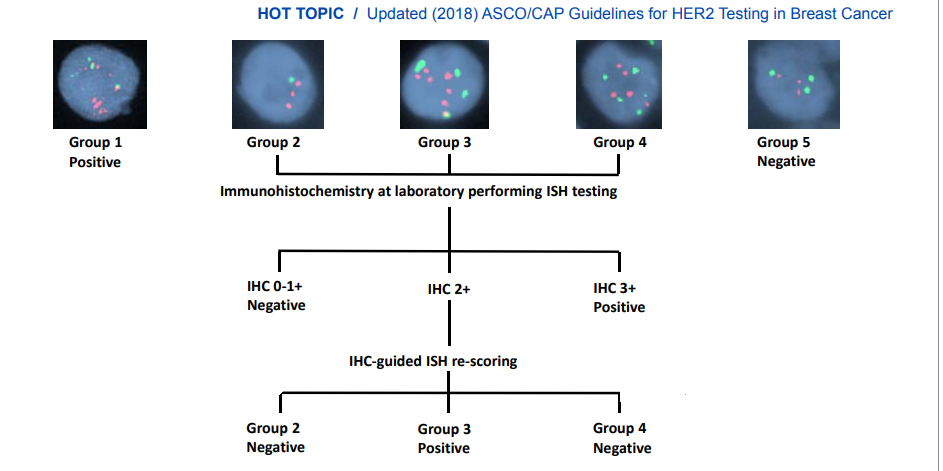 HOT TOPIC / Updated (2018) ASCO/CAP Guidelines for HER2 Testing in Breast Cancer
Group 1
Positive
Group 2
Group 3
Group 4
Group 5
Negative
Immunohistochemistry at laboratory performing ISH testing
IHC 0-1+
Negative
IHC 2+
IHC 3+
Positive
IHC-guided ISH re-scoring
Group 2
Negative
Group 3
Positive
Group 4
Negative